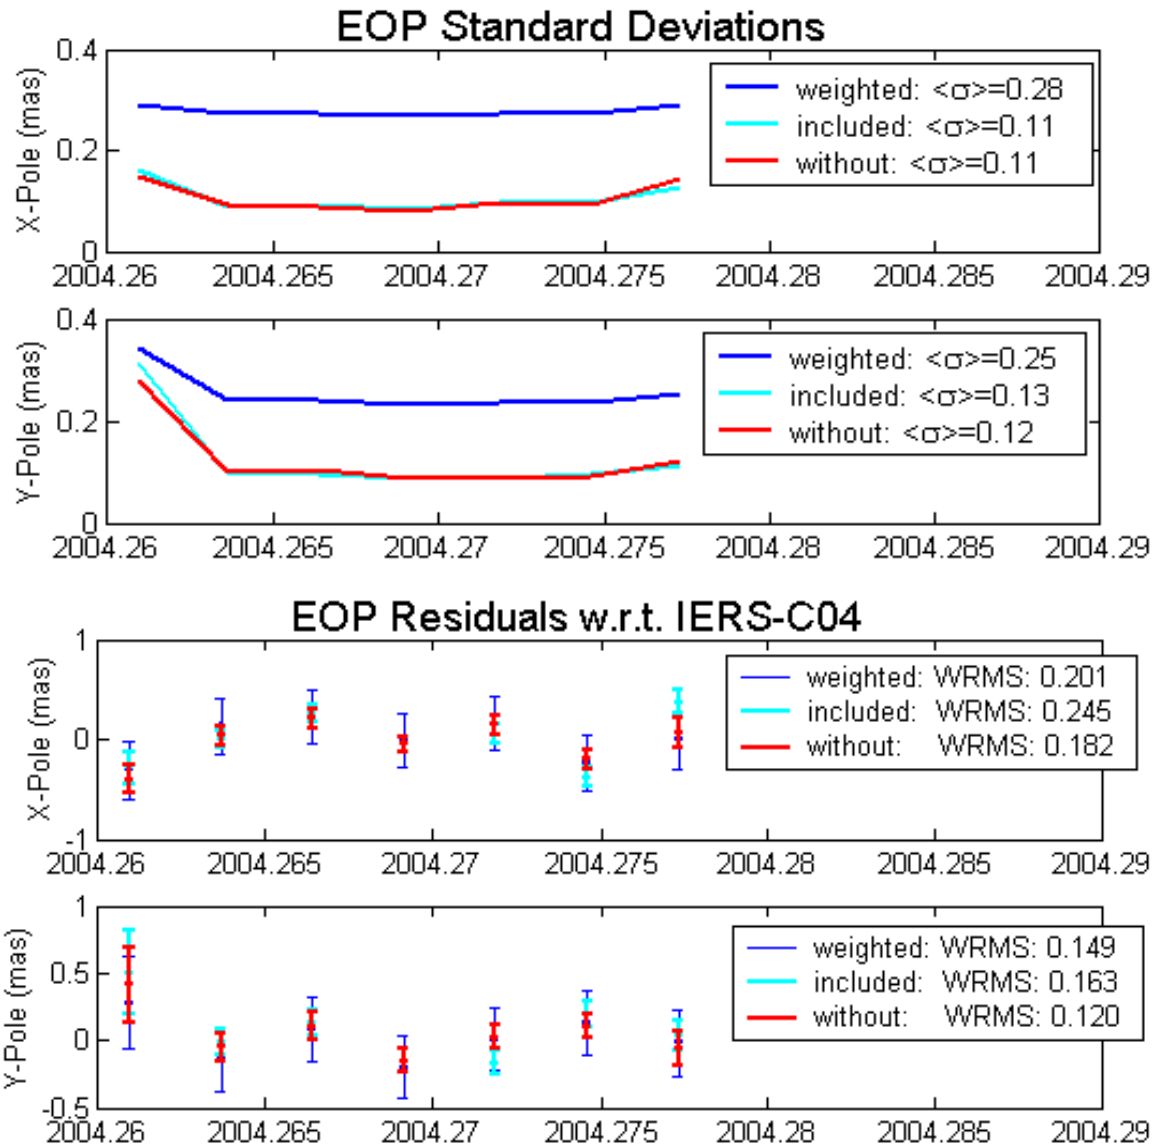 EOP Standard Deviations
X-Pole (mas)
0.4
0.2
0
weighted: <σ>=0.28
included: <σ>=0.11
without: <σ>=0.11
2004.26 2004.265 2004.27 2004.275 2004.28 2004.285 2004.29
Y-Pole (mas)
0.4
0.2
0
weighted: <σ>=0.25
included: <σ>=0.13
without: <σ>=0.12
2004.26 2004.265 2004.27 2004.275 2004.28 2004.285 2004.29
EOP Residuals w.r.t. IERS-C04
X-Pole (mas)
1
0
-1
weighted: WRMS: 0.201
included: WRMS: 0.245
without: WRMS: 0.182
2004.26 2004.265 2004.27 2004.275 2004.28 2004.285 2004.29
Y-Pole (mas)
1
0.5
0
-0.5
weighted: WRMS: 0.149
included: WRMS: 0.163
without: WRMS: 0.120
2004.26 2004.265 2004.27 2004.275 2004.28 2004.285 2004.29